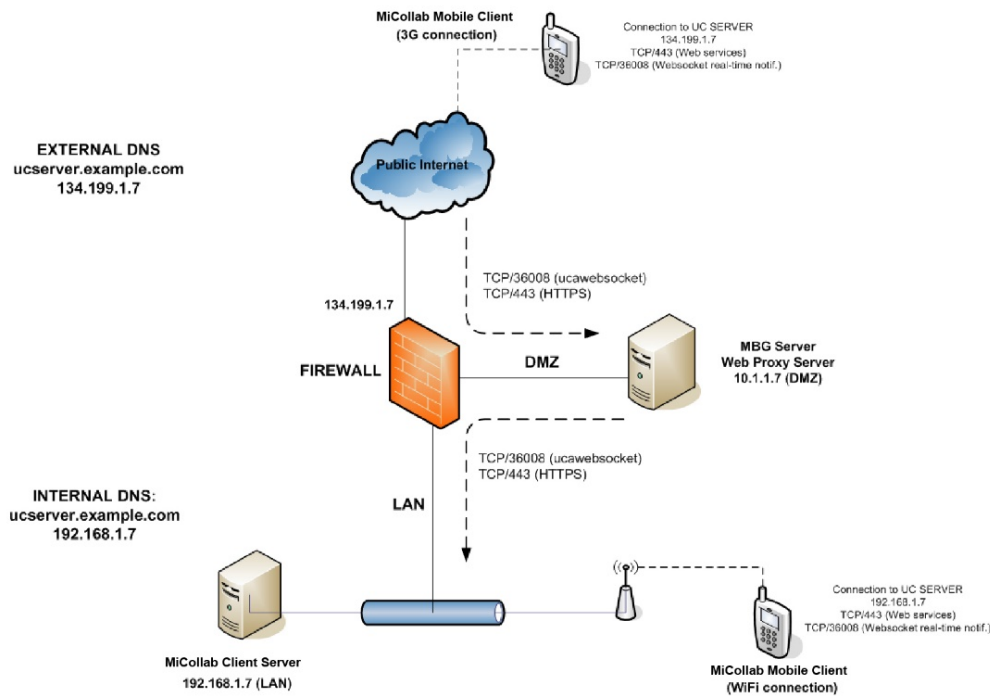 MiCollab Mobile Client
(3G connection)
Connection to UC SERVER
134.199.1.7
TCP/443 (Web services)
TCP/36008 (Websocket real-time notif.)
EXTERNAL DNS
ucserver.example.com
134.199.1.7
Public Internet
TCP/36008 (ucawebsocket)
TCP/443 (HTTPS)
134.199.1.7
FIREWALL
DMZ
MBG Server
Web Proxy Server
10.1.1.7 (DMZ)
TCP/36008 (ucawebsocket)
TCP/443 (HTTPS)
LAN
INTERNAL DNS:
ucserver.example.com
192.168.1.7
MiCollab Client Server
192.168.1.7 (LAN)
Connection to UC SERVER
192.168.1.7
TCP/443 (Web services)
TCP/36008 (Websocket real-time notif.)
MiCollab Mobile Client
(WiFi connection)